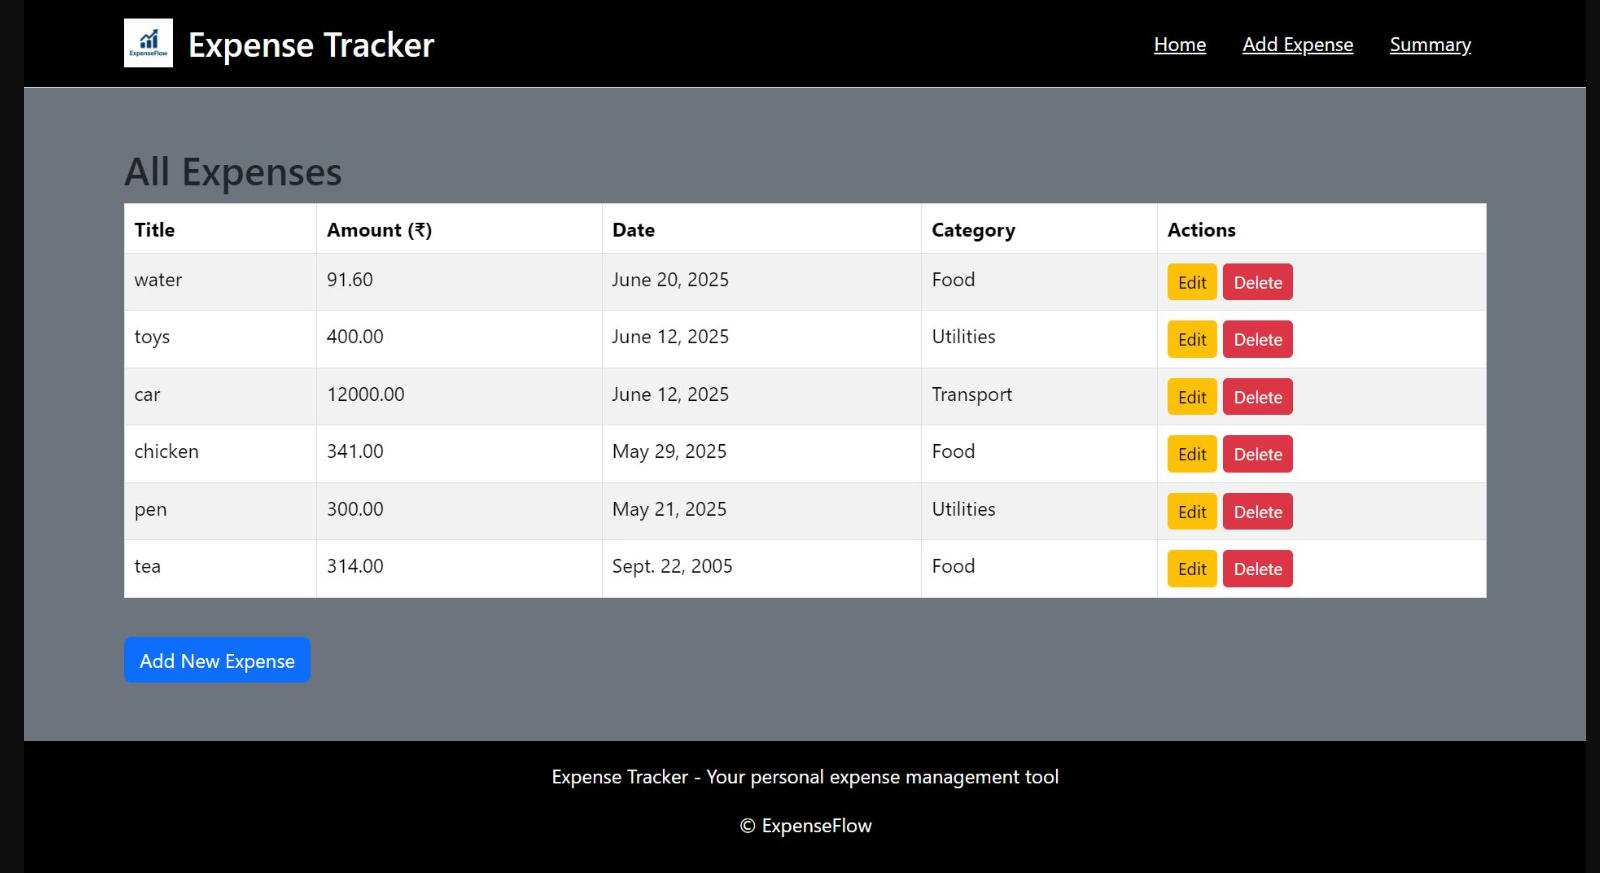 ExpenseFlow
Expense Tracker
Home Add Expense Summary
All Expenses
Title Amount (₹) Date Category Actions
water 91.60 June 20, 2025 Food Edit Delete
toys 400.00 June 12, 2025 Utilities Edit Delete
car 12000.00 June 12, 2025 Transport Edit Delete
chicken 341.00 May 29, 2025 Food Edit Delete
pen 300.00 May 21, 2025 Utilities Edit Delete
tea 314.00 Sept. 22, 2005 Food Edit Delete
Add New Expense
Expense Tracker - Your personal expense management tool
© ExpenseFlow